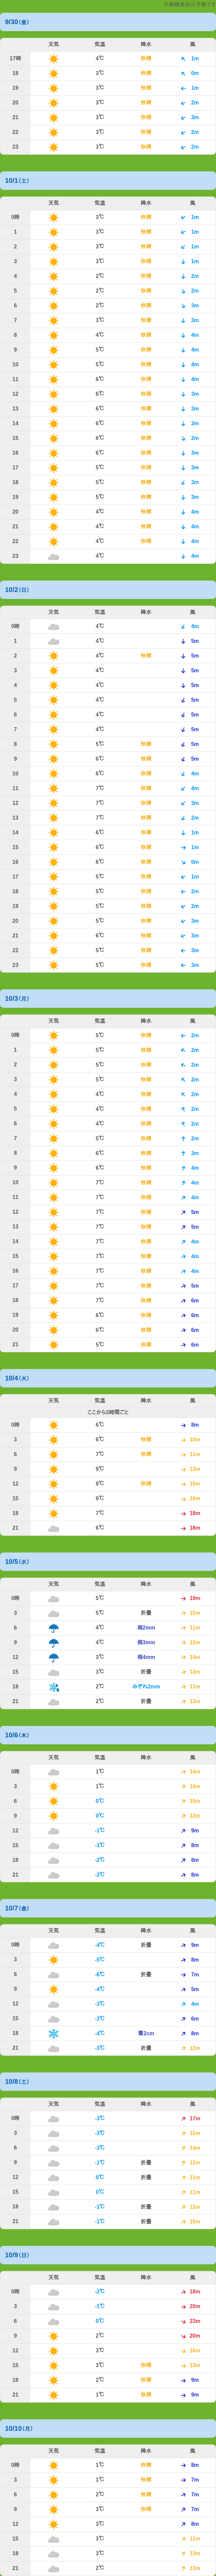 9/30 (金)
天気 気温 降水 風
17時 4℃ 快晴 1m
18 3℃ 快晴 0m
19 3℃ 快晴 1m
20 3℃ 快晴 2m
21 3℃ 快晴 3m
22 3℃ 快晴 2m
23 3℃ 快晴 2m
10/1 (土)
天気 気温 降水 風
0時 3℃ 快晴 1m
1 3℃ 快晴 1m
2 3℃ 快晴 1m
3 3℃ 快晴 1m
4 2℃ 快晴 2m
5 2℃ 快晴 2m
6 2℃ 快晴 3m
7 3℃ 快晴 3m
8 4℃ 快晴 4m
9 5℃ 快晴 4m
10 5℃ 快晴 4m
11 6℃ 快晴 4m
12 6℃ 快晴 3m
13 6℃ 快晴 3m
14 6℃ 快晴 3m
15 6℃ 快晴 2m
16 6℃ 快晴 3m
17 5℃ 快晴 3m
18 5℃ 快晴 3m
19 5℃ 快晴 3m
20 4℃ 快晴 4m
21 4℃ 快晴 4m
22 4℃ 快晴 4m
23 4℃ 4m
10/2 (日)
天気 気温 降水 風
0時 4℃ 4m
1 4℃ 5m
2 4℃ 快晴 5m
3 4℃ 5m
4 4℃ 5m
5 4℃ 5m
6 4℃ 5m
7 4℃ 5m
8 5℃ 快晴 5m
9 6℃ 快晴 5m
10 6℃ 快晴 4m
11 7℃ 快晴 4m
12 7℃ 快晴 3m
13 7℃ 快晴 2m
14 6℃ 快晴 1m
15 6℃ 快晴 1m
16 6℃ 快晴 0m
17 5℃ 快晴 1m
18 5℃ 快晴 2m
19 5℃ 快晴 2m
20 5℃ 快晴 3m
21 6℃ 快晴 3m
22 5℃ 快晴 3m
23 5℃ 快晴 3m
10/3 (月)
天気 気温 降水 風
0時 5℃ 快晴 2m
1 5℃ 快晴 2m
2 5℃ 快晴 2m
3 5℃ 快晴 2m
4 5℃ 快晴 2m
5 4℃ 快晴 2m
6 4℃ 快晴 2m
7 5℃ 快晴 2m
8 6℃ 快晴 3m
9 6℃ 快晴 4m
10 7℃ 快晴 4m
11 7℃ 快晴 4m
12 7℃ 快晴 5m
13 7℃ 快晴 5m
14 7℃ 快晴 4m
15 7℃ 快晴 4m
16 7℃ 快晴 4m
17 7℃ 快晴 5m
18 7℃ 快晴 6m
19 6℃ 快晴 6m
20 6℃ 快晴 6m
21 5℃ 快晴 6m
10/4 (火)
天気 気温 降水 風
ここから3時間ごと
0時 6℃ 8m
3 6℃ 快晴 10m
6 7℃ 快晴 11m
9 9℃ 13m
12 9℃ 快晴 15m
15 9℃ 16m
18 7℃ 18m
21 6℃ 18m
10/5 (水)
天気 気温 降水 風
0時 5℃ 19m
3 5℃ 折畳 15m
6 4℃ 雨2mm 11m
9 4℃ 雨3mm 12m
12 3℃ 雨4mm 14m
15 3℃ 折畳 13m
18 2℃ みぞれ2mm 11m
21 2℃ 折畳 13m
10/6 (木)
天気 気温 降水 風
0時 1℃ 14m
3 1℃ 14m
6 0℃ 10m
9 0℃ 12m
12 -1℃ 9m
15 -1℃ 8m
18 -2℃ 8m
21 -3℃ 8m
10/7 (金)
天気 気温 降水 風
0時 -4℃ 折畳 9m
3 -5℃ 8m
6 -6℃ 折畳 7m
9 -4℃ 5m
12 -3℃ 4m
15 -3℃ 6m
18 -4℃ 雪2cm 8m
21 -3℃ 折畳 12m
10/8 (土)
天気 気温 降水 風
0時 -3℃ 17m
3 -3℃ 15m
6 -3℃ 14m
9 -1℃ 折畳 12m
12 0℃ 折畳 11m
15 0℃ 11m
18 -1℃ 折畳 12m
21 -1℃ 折畳 15m
10/9 (日)
天気 気温 降水 風
0時 -2℃ 18m
3 -1℃ 20m
6 0℃ 23m
9 2℃ 20m
12 3℃ 16m
15 3℃ 快晴 13m
18 2℃ 快晴 9m
21 1℃ 快晴 9m
10/10 (月)
天気 気温 降水 風
0時 1℃ 快晴 8m
3 1℃ 快晴 7m
6 2℃ 快晴 7m
9 3℃ 快晴 7m
12 3℃ 8m
15 3℃ 11m
18 3℃ 13m
21 2℃ 13m